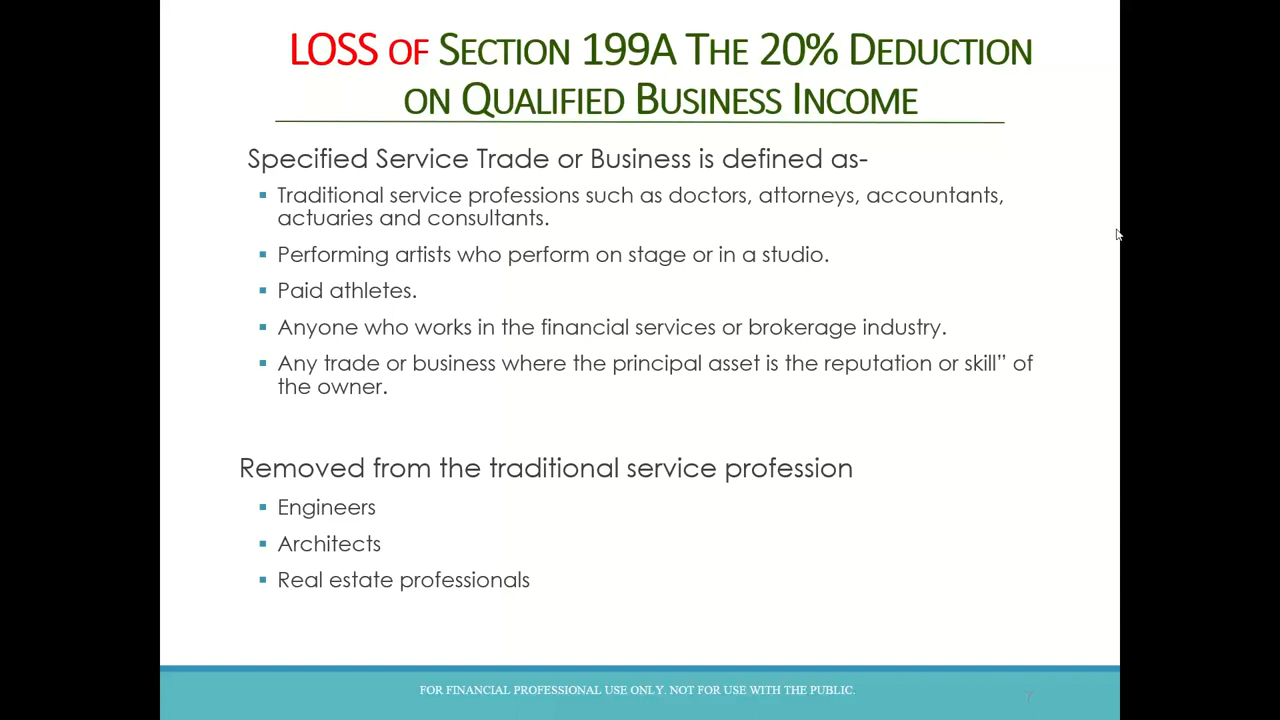 LOSS OF SECTION 199A THE 20% DEDUCTION
ON QUALIFIED BUSINESS INCOME
Specified Service Trade or Business is defined as-
▪ Traditional service professions such as doctors, attorneys, accountants,
actuaries and consultants.
▪ Performing artists who perform on stage or in a studio.
▪ Paid athletes.
▪ Anyone who works in the financial services or brokerage industry.
▪ Any trade or business where the principal asset is the reputation or skill” of
the owner.
Removed from the traditional service profession
▪ Engineers
▪ Architects
▪ Real estate professionals
FOR FINANCIAL PROFESSIONAL USE ONLY. NOT FOR USE WITH THE PUBLIC.
7